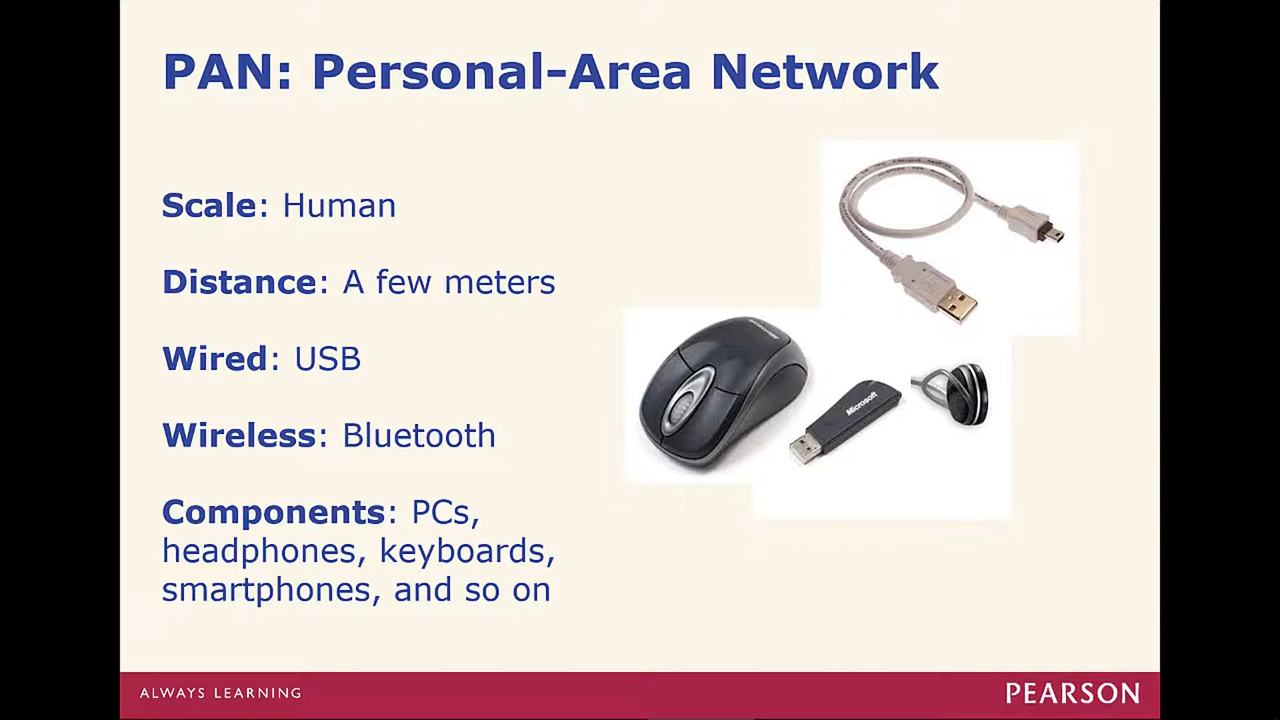 PAN: Personal-Area Network
Scale: Human
Distance: A few meters
Wired: USB
Wireless: Bluetooth
Components: PCs,
headphones, keyboards,
smartphones, and so on
Microsoft
ALWAYS LEARNING
PEARSON